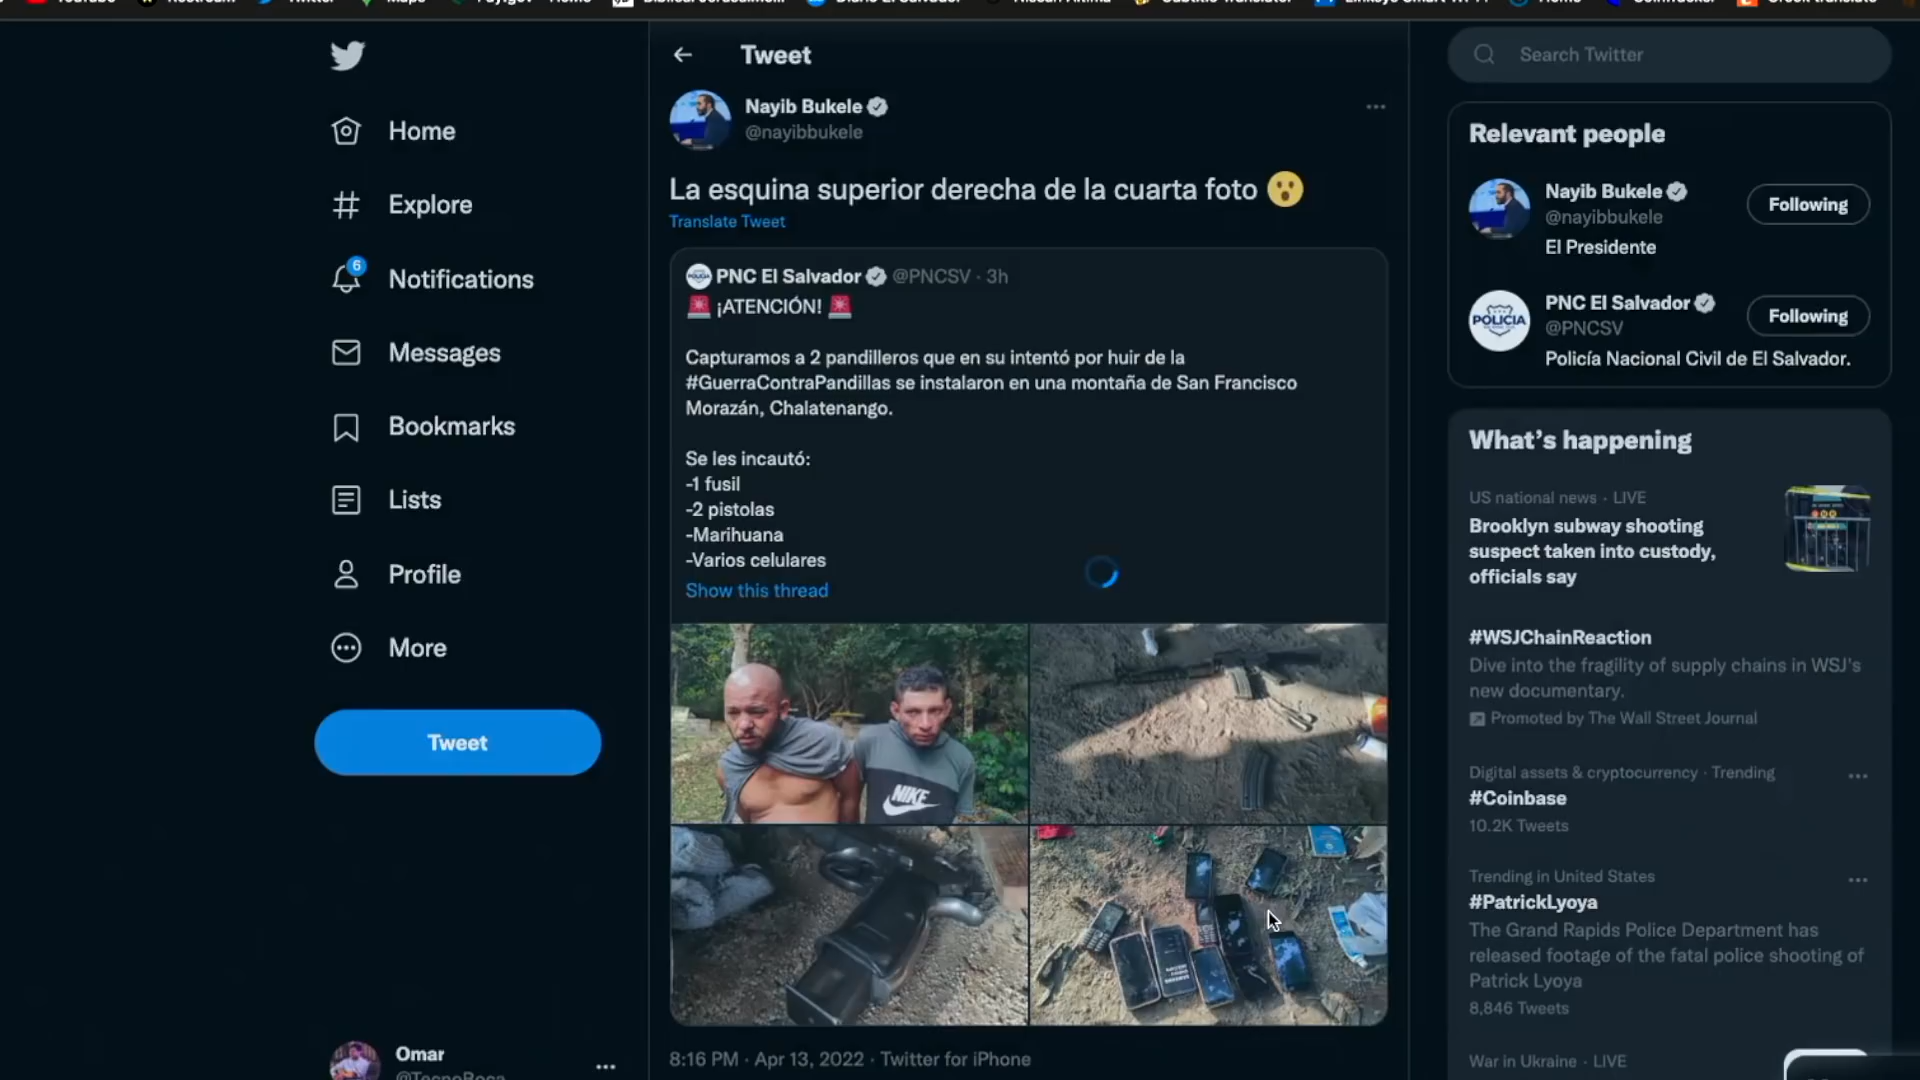 Home
Explore
6
Notifications
Messages
Bookmarks
Lists
Profile
More
Tweet
Omar
Tweet
Nayib Bukele
@nayibbukele
La esquina superior derecha de la cuarta foto 😮
Translate Tweet
PNC El Salvador @PNCSV · 3h
🚨 ¡ATENCIÓN! 🚨
Capturamos a 2 pandilleros que en su intentó por huir de la
#GuerraContraPandillas se instalaron en una montaña de San Francisco
Morazán, Chalatenango.
Se les incautó:
-1 fusil
-2 pistolas
-Marihuana
-Varios celulares
Show this thread
NIKE
8:16 PM · Apr 13, 2022 · Twitter for iPhone
Search Twitter
Relevant people
Nayib Bukele
@nayibbukele
Following
El Presidente
POLICIA
PNC El Salvador
@PNCSV
Following
Policía Nacional Civil de El Salvador.
What's happening
US national news · LIVE
Brooklyn subway shooting
suspect taken into custody,
officials say
#WSJChainReaction
Dive into the fragility of supply chains in WSJ's
new documentary.
Promoted by The Wall Street Journal
Digital assets & cryptocurrency · Trending
#Coinbase
10.2K Tweets
Trending in United States
#PatrickLyoya
The Grand Rapids Police Department has
released footage of the fatal police shooting of
Patrick Lyoya
8,846 Tweets
War in Ukraine · LIVE